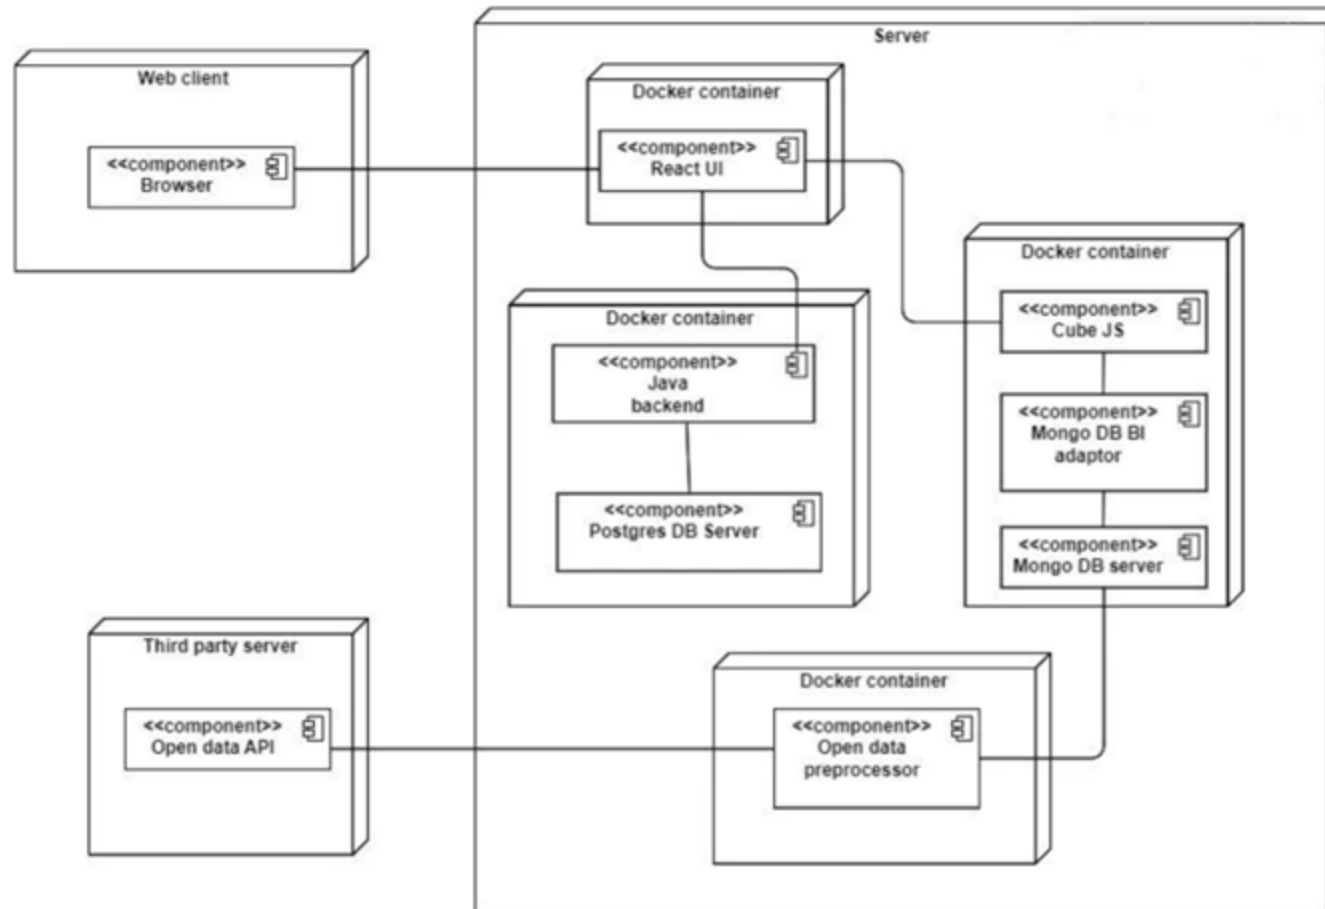 Server
Web client
<<component>>
Browser
Docker container
<<component>>
React UI
Docker container
<<component>>
Cube JS
<<component>>
Mongo DB BI
adaptor
<<component>>
Mongo DB server
Docker container
<<component>>
Java
backend
<<component>>
Postgres DB Server
Third party server
<<component>>
Open data API
Docker container
<<component>>
Open data
preprocessor